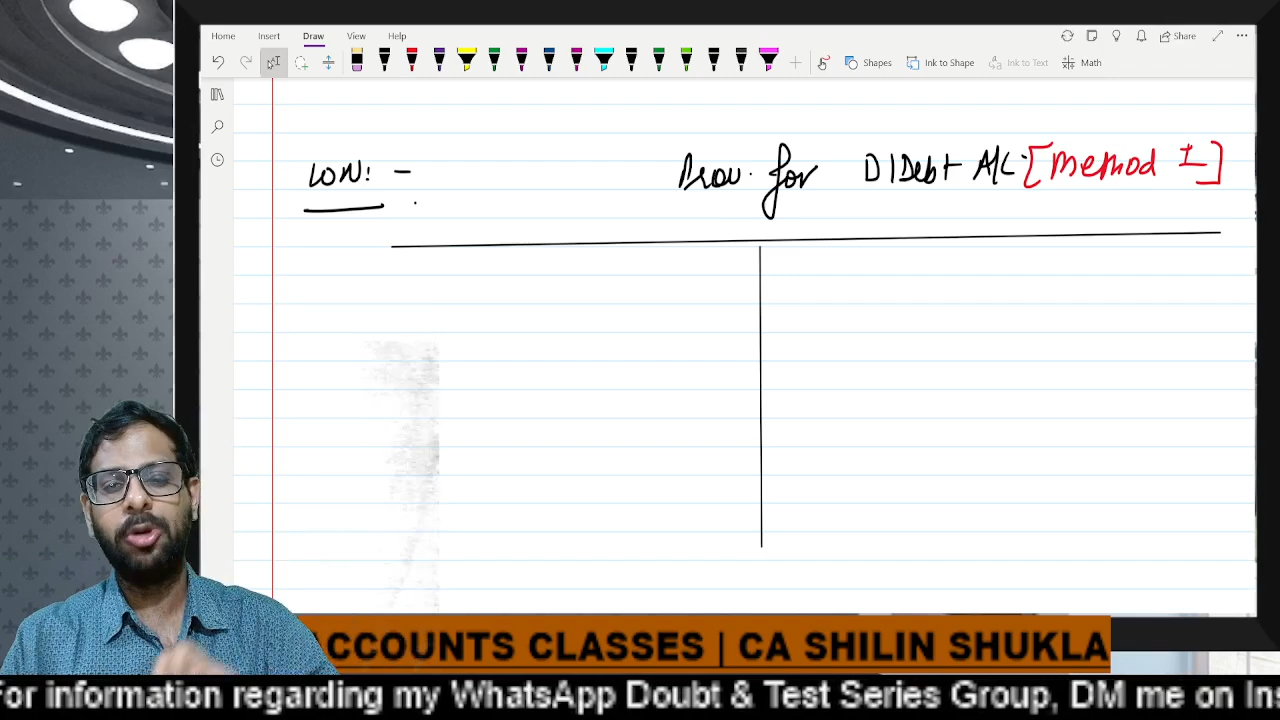 Home Insert Draw View Help
Share
Shapes Ink to Shape Ink to Text Math
W.N: - Prov. for D/Debt A/C [Method I]
ACCOUNTS CLASSES | CA SHILIN SHUKLA
For information regarding my WhatsApp Doubt & Test Series Group, DM me on Ins